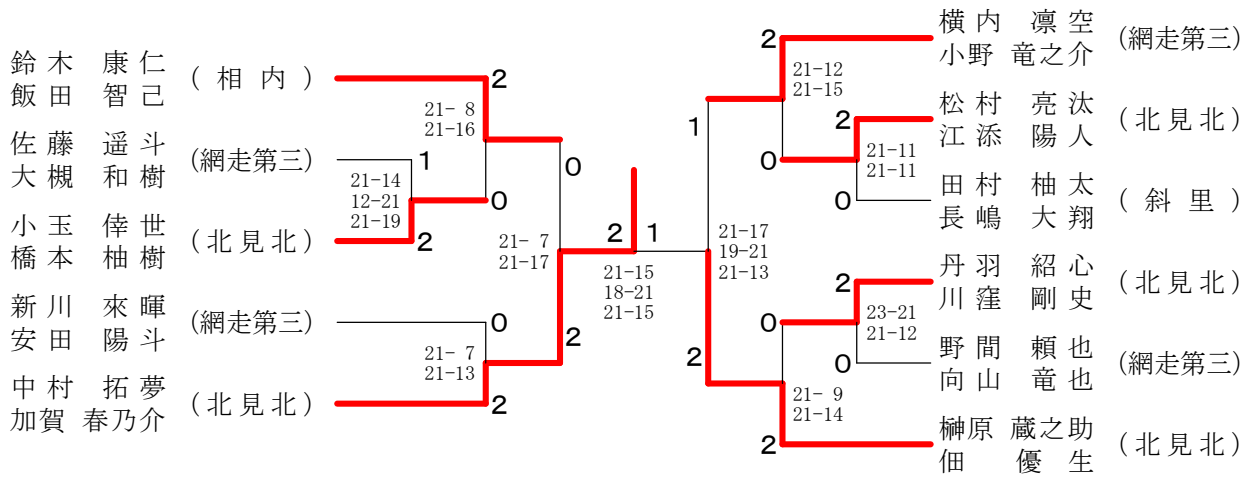 鈴木 康仁
飯田 智己
(相内)
佐藤 遥斗
大槻 和樹
(網走第三)
小玉 倖世
橋本 柚樹
(北見北)
新川 來暉
安田 陽斗
(網走第三)
中村 拓夢
加賀 春乃介
(北見北)
2
21- 8
21-16
1
21-14
12-21
21-19
0
2
0
21- 7
21-17
0
21- 7
21-13
2
2
2 1
21-15
18-21
21-15
2
21-12
21-15
1
2
21-11
21-11
0
0
21-17
19-21
21-13
2
23-21
21-12
0
0
2
21- 9
21-14
2
横内 凛空
小野 竜之介
(網走第三)
松村 亮汰
江添 陽人
(北見北)
田村 柚太
長嶋 大翔
(斜里)
丹羽 紹心
川窪 剛史
(北見北)
野間 頼也
向山 竜也
(網走第三)
榊原 蔵之助
佃 優生
(北見北)